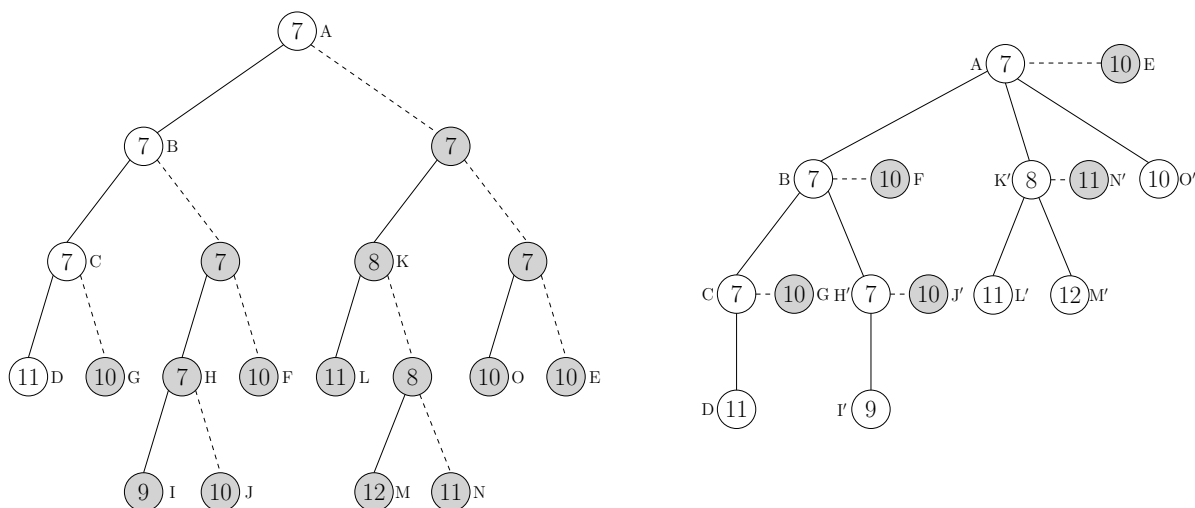 7 A
7 B
7
7 C
7
8 K
7
11 D
10 G
7 H
10 F
11 L
8
10 O
10 E
9 I
10 J
12 M
11 N
A 7
10 E
B 7
10 F
K′ 8
11 N′
10 O′
C 7
10 G
H′ 7
10 J′
11 L′
12 M′
D 11
I′ 9